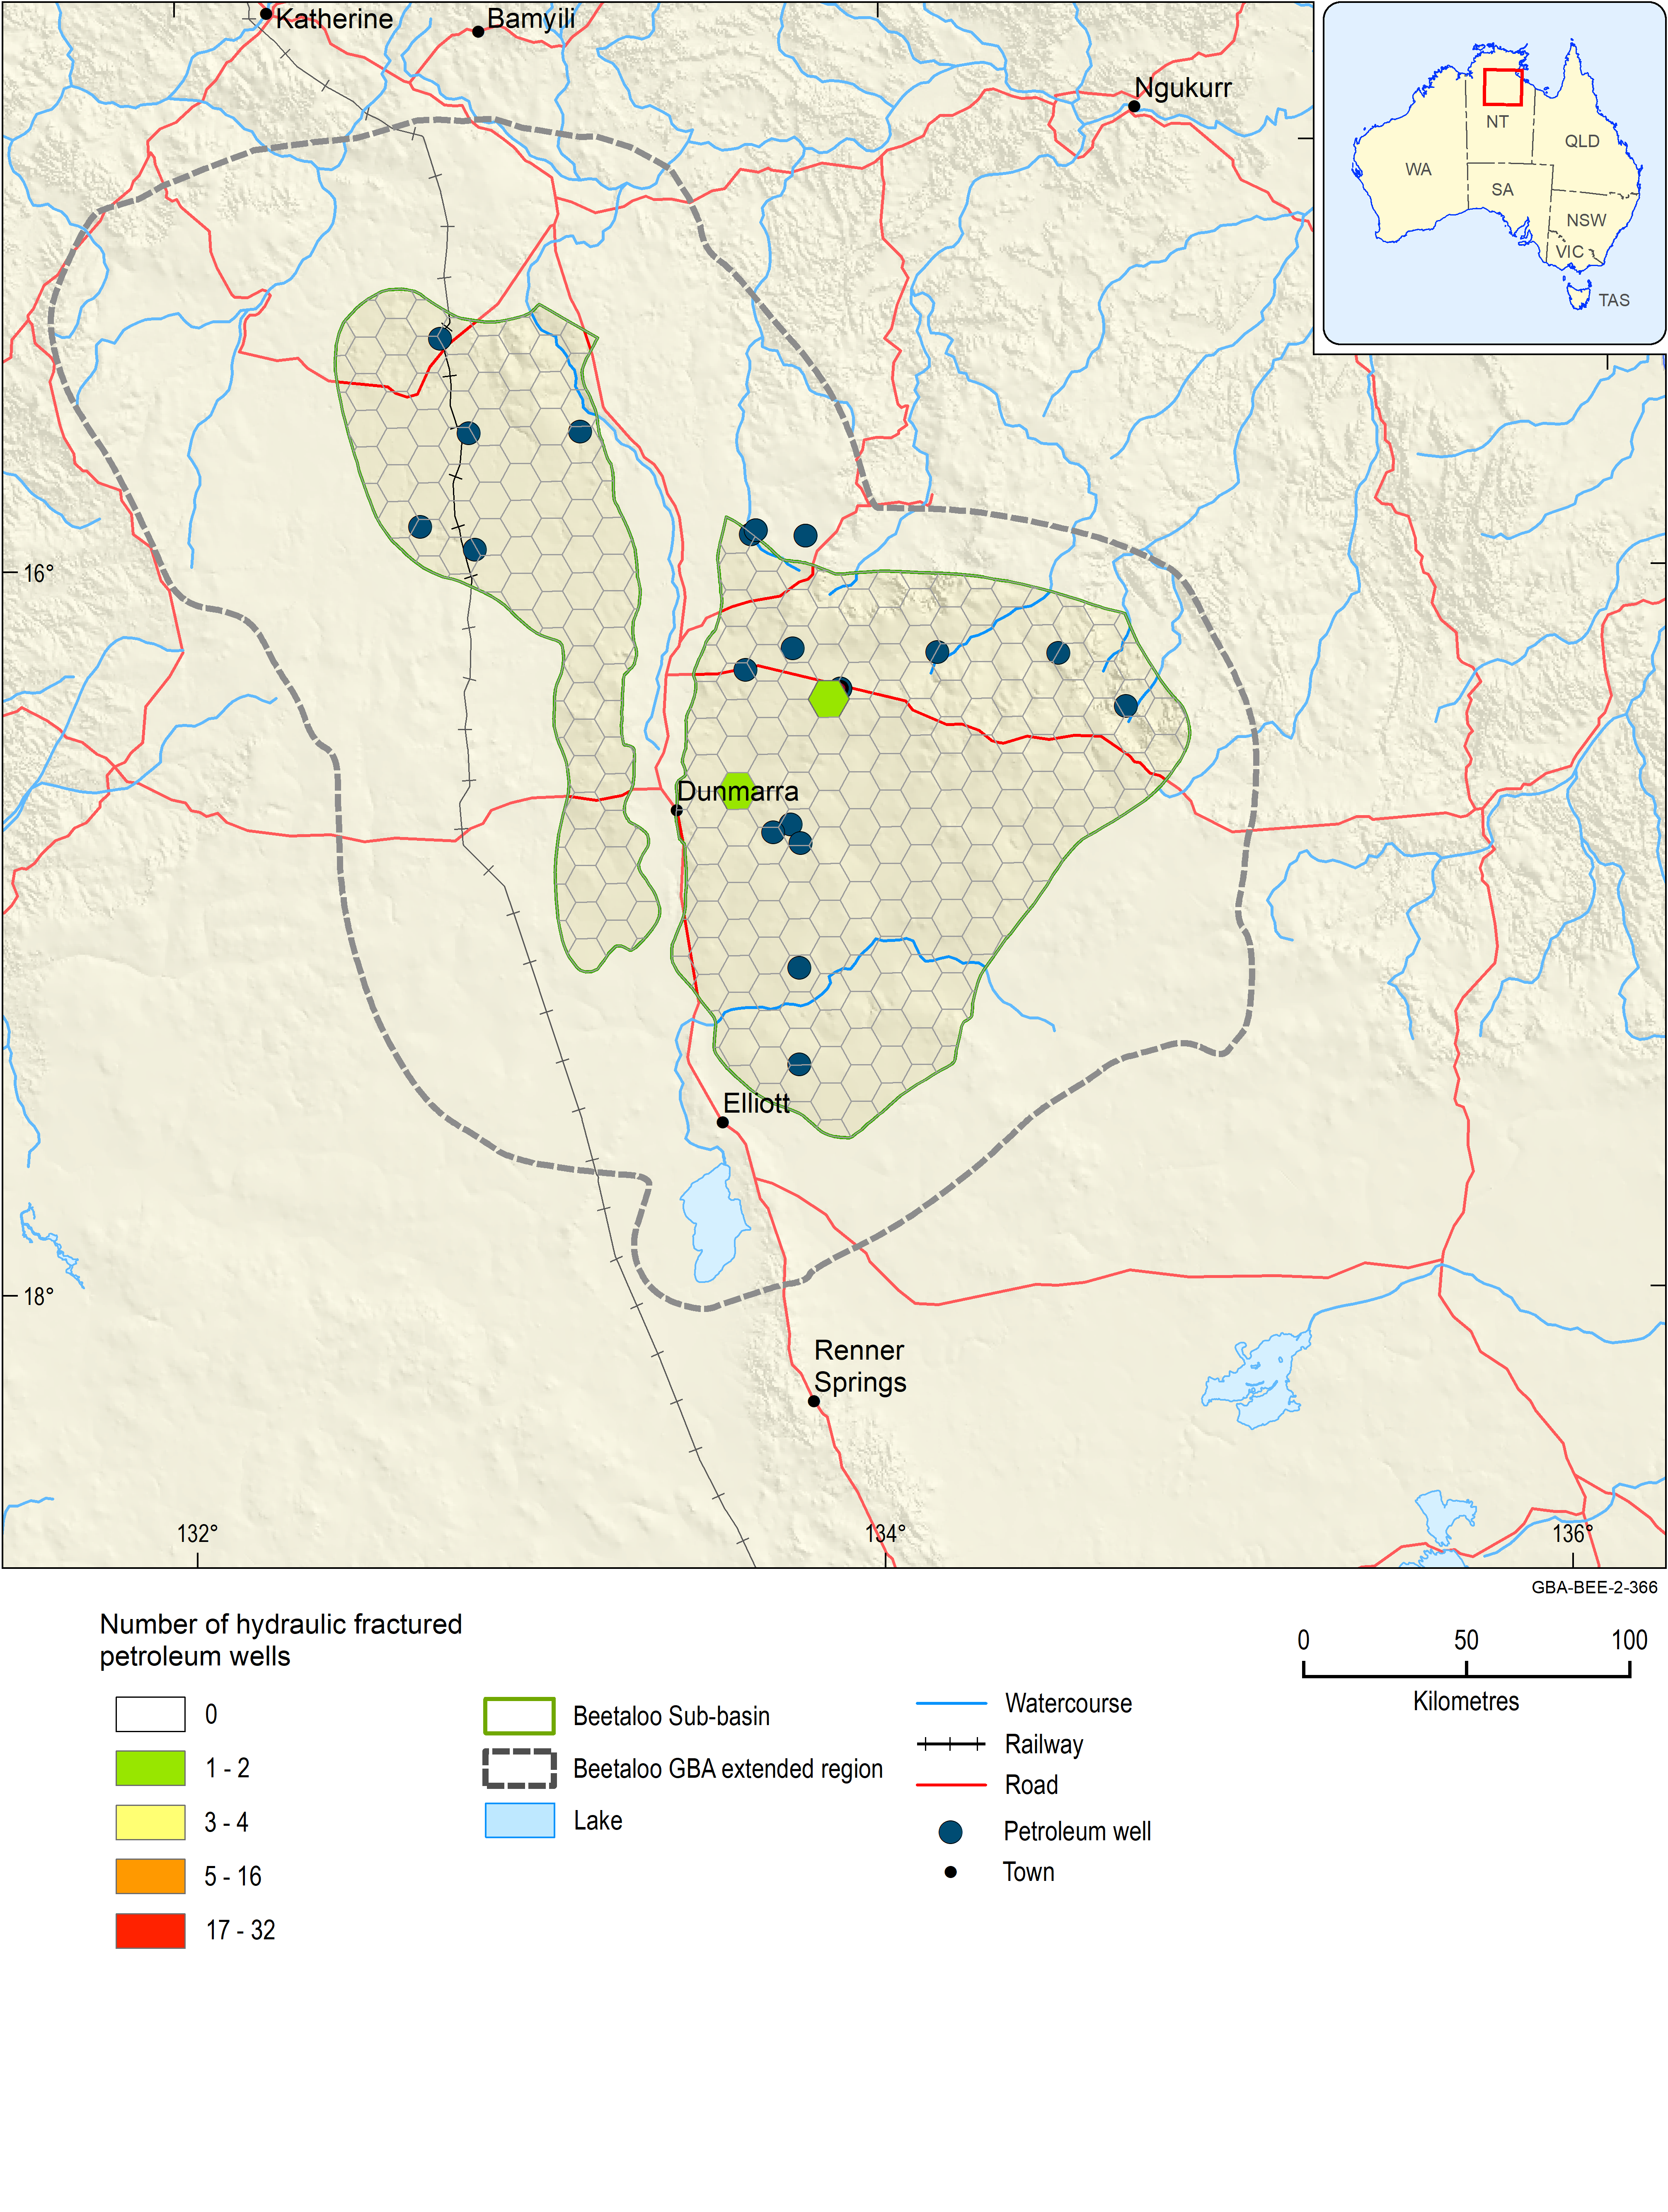 Katherine
Bamyili
Ngukurr
NT
QLD
WA
SA
NSW
VIC
TAS
16°
Dunmarra
Elliott
18°
Renner
Springs
132°
134°
136°
GBA-BEE-2-366
Number of hydraulic fractured
petroleum wells
0
1 - 2
3 - 4
5 - 16
17 - 32
Beetaloo Sub-basin
Beetaloo GBA extended region
Lake
Watercourse
Railway
Road
Petroleum well
Town
0 50 100
Kilometres